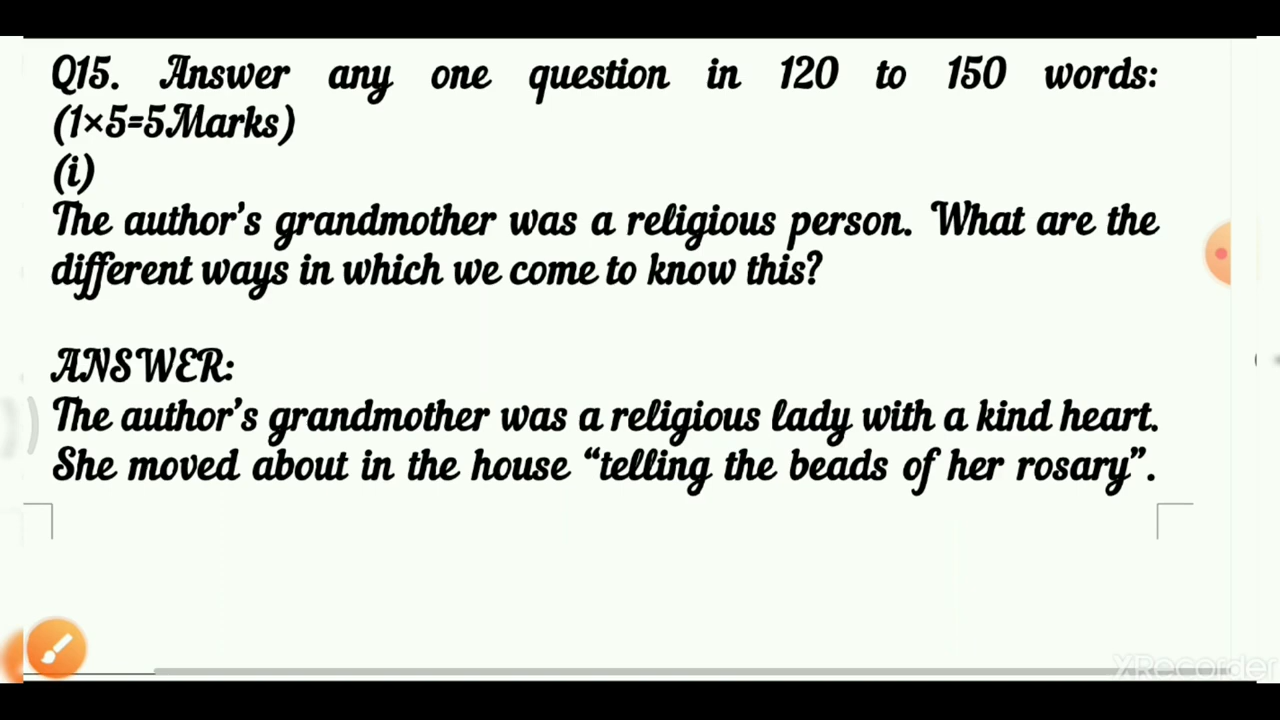 Q15. Answer any one question in 120 to 150 words:
(1×5=5Marks)
(i)
The author’s grandmother was a religious person. What are the
different ways in which we come to know this?
ANSWER:
The author’s grandmother was a religious lady with a kind heart.
She moved about in the house “telling the beads of her rosary”.
XRecorder